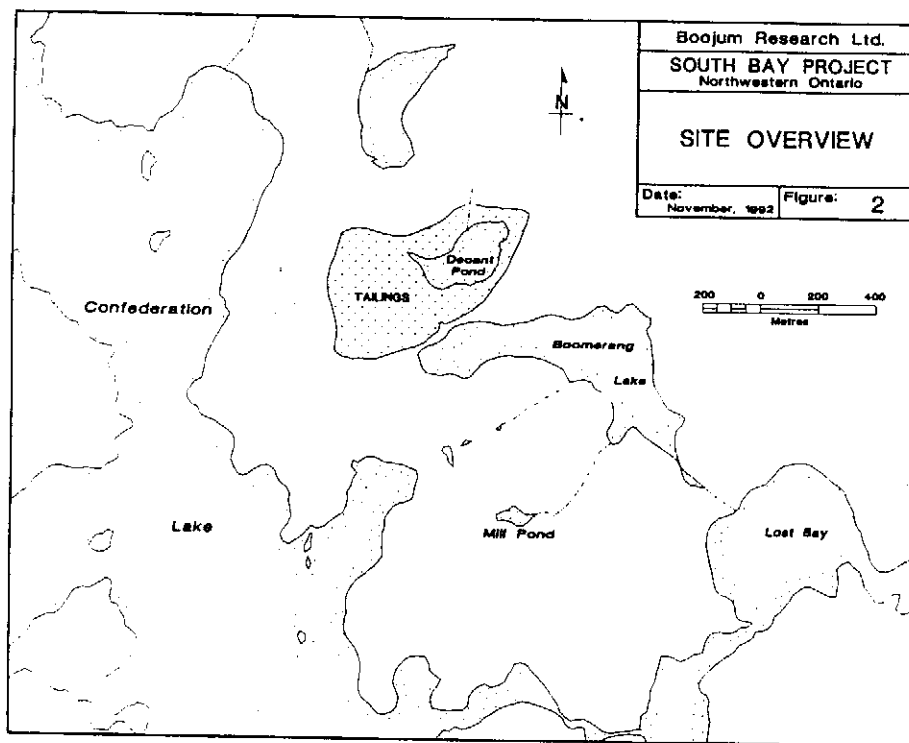 Boojum Research Ltd.
SOUTH BAY PROJECT
Northwestern Ontario
SITE OVERVIEW
Date:
November, 1992
Figure: 2
N
Decant
Pond
TAILINGS
Confederation
200 0 200 400
Metres
Boomerang
Lake
Lake
Mill Pond
Lost Bay